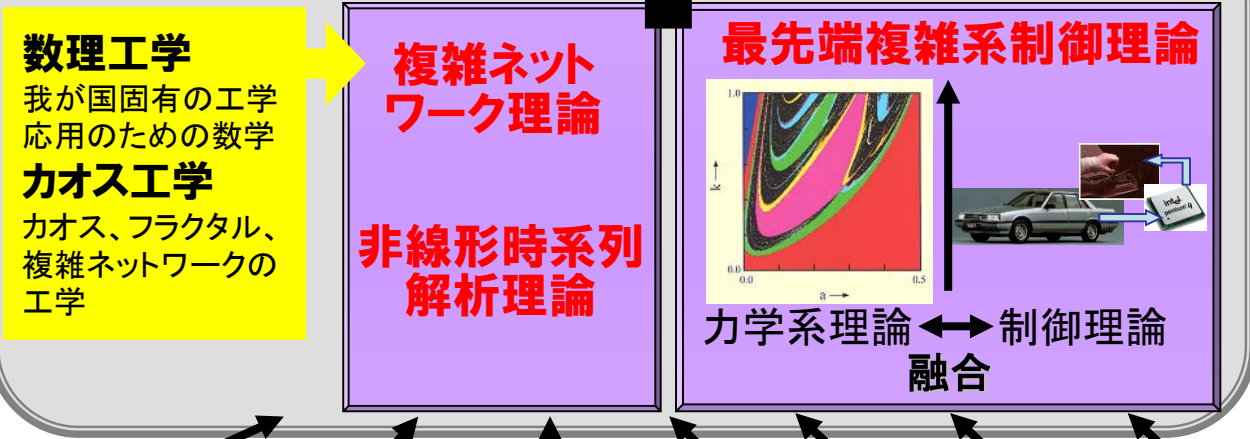 数理工学
我が国固有の工学
応用のための数学
カオス工学
カオス、フラクタル、
複雑ネットワークの
工学
複雑ネット
ワーク理論
非線形時系列
解析理論
最先端複雑系制御理論
1.0
k
0.0
0.0
0.5
a
intel
pentium 4
力学系理論
制御理論
融合